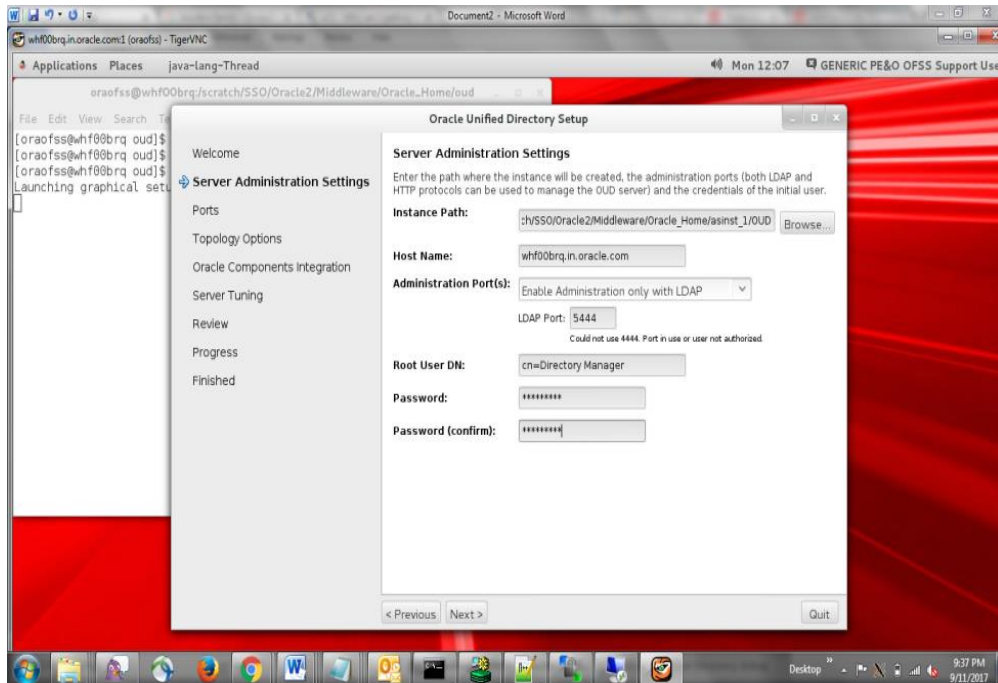 Document2 - Microsoft Word
whf00brq.in.oracle.com:1 (oraofss) - TigerVNC
Applications Places java-lang-Thread Mon 12:07 GENERIC PE&O OFSS Support Use
oraofss@whf00brq:/scratch/SSO/Oracle2/Middleware/Oracle_Home/oud
File Edit View Search Te
[oraofss@whf00brq oud]$
[oraofss@whf00brq oud]$
[oraofss@whf00brq oud]$
Launching graphical setu
Oracle Unified Directory Setup
Welcome
Server Administration Settings
Ports
Topology Options
Oracle Components Integration
Server Tuning
Review
Progress
Finished
Server Administration Settings
Enter the path where the instance will be created, the administration ports (both LDAP and
HTTP protocols can be used to manage the OUD server) and the credentials of the initial user.
Instance Path: :h/SSO/Oracle2/Middleware/Oracle_Home/asinst_1/OUD Browse...
Host Name: whf00brq.in.oracle.com
Administration Port(s): Enable Administration only with LDAP
LDAP Port: 5444
Could not use 4444. Port in use or user not authorized.
Root User DN: cn=Directory Manager
Password: *********
Password (confirm): *********
< Previous Next > Quit
Desktop 9:37 PM
9/11/2017